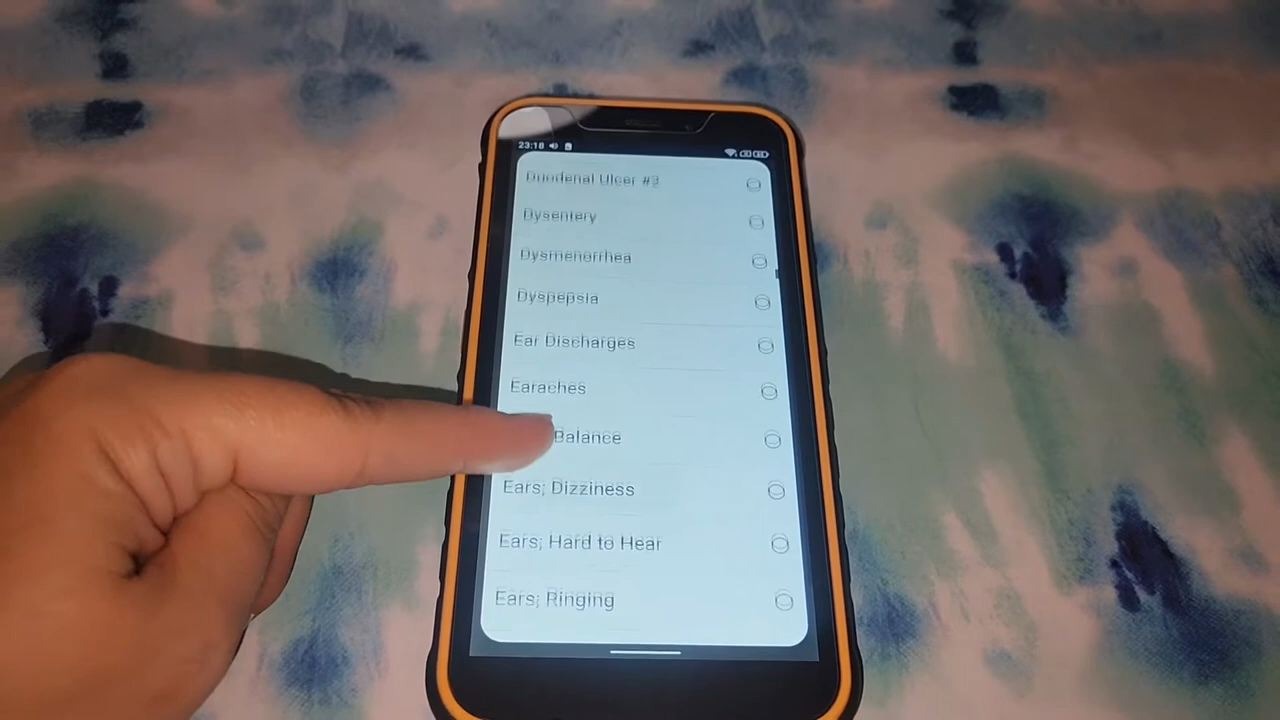 23:18
Duodenal Ulcer #2
Dysentery
Dysmenorrhea
Dyspepsia
Ear Discharges
Earaches
Balance
Ears; Dizziness
Ears; Hard to Hear
Ears; Ringing